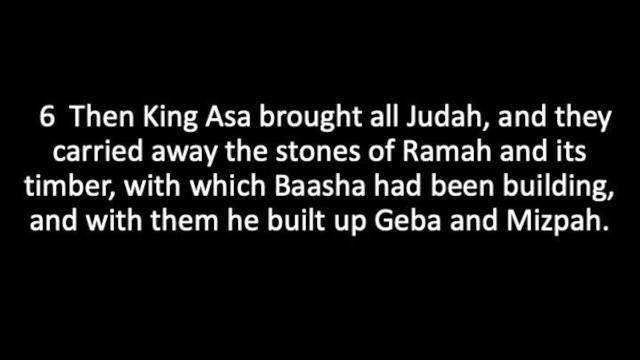 6  Then King Asa brought all Judah, and they
carried away the stones of Ramah and its
timber, with which Baasha had been building,
and with them he built up Geba and Mizpah.